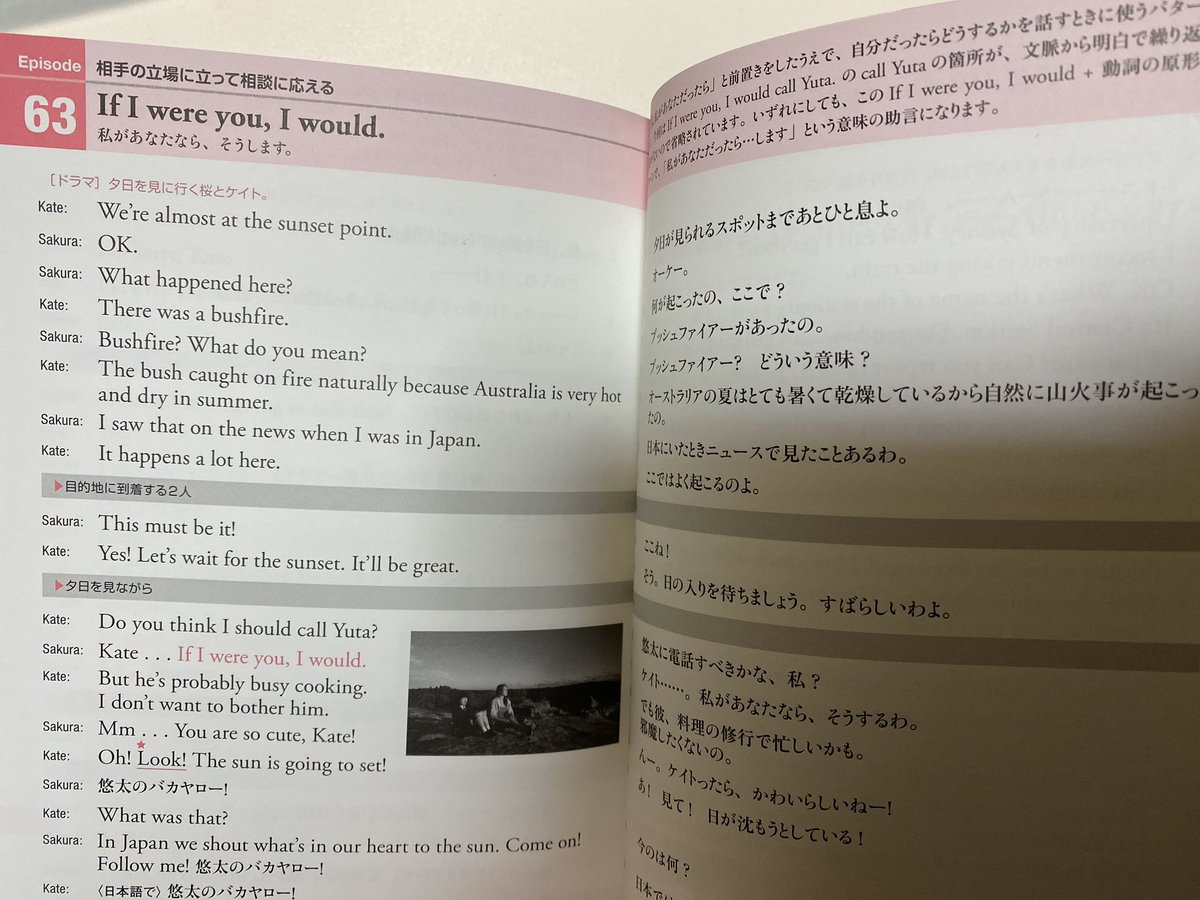 Episode
63
相手の立場に立って相談に応える
If I were you, I would.
私があなたなら、そうします。
［ドラマ］夕日を見に行く桜とケイト。
Kate: We're almost at the sunset point.
Sakura: OK.
Sakura: What happened here?
Kate: There was a bushfire.
Sakura: Bushfire? What do you mean?
Kate: The bush caught on fire naturally because Australia is very hot
and dry in summer.
Sakura: I saw that on the news when I was in Japan.
Kate: It happens a lot here.
▶目的地に到着する2人
Sakura: This must be it!
Kate: Yes! Let's wait for the sunset. It'll be great.
▶夕日を見ながら
Kate: Do you think I should call Yuta?
Sakura: Kate . . . If I were you, I would.
Kate: But he's probably busy cooking.
I don't want to bother him.
Sakura: Mm . . . You are so cute, Kate!
Kate: Oh! Look! The sun is going to set!
Sakura: 悠太のバカヤロー!
Kate: What was that?
Sakura: In Japan we shout what's in our heart to the sun. Come on!
Follow me! 悠太のバカヤロー!
Kate: 〈日本語で〉悠太のバカヤロー!
があなただったら」と前置きをしたうえで、自分だったらどうするかを話すときに使うパター
は If I were you, I would call Yuta. の call Yuta の箇所が、文脈から明白で繰り返
ないので省略されています。いずれにしても、この If I were you, I would + 動詞の原形
で、「私があなただったら…します」という意味の助言になります。
夕日が見られるスポットまであとひと息よ。
オーケー。
何が起こったの、ここで？
ブッシュファイアーがあったの。
ブッシュファイアー？ どういう意味？
オーストラリアの夏はとても暑くて乾燥しているから自然に山火事が起こっ
たの。
日本にいたときニュースで見たことあるわ。
ここではよく起こるのよ。
ここね！
そう。日の入りを待ちましょう。すばらしいわよ。
悠太に電話すべきかな、私？
ケイト……。私があなたなら、そうするわ。
でも彼、料理の修行で忙しいかも。
邪魔したくないの。
んー。ケイトったら、かわいらしいねー!
あ！ 見て！ 日が沈もうとしている！
今のは何？
日本では